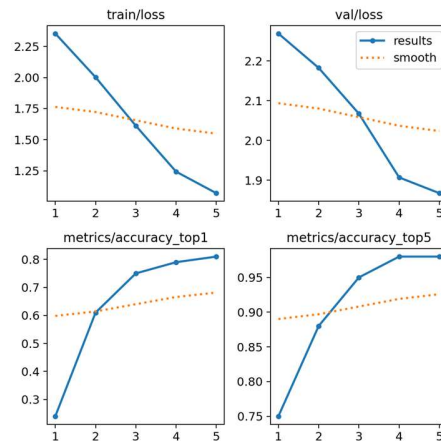 train/loss
val/loss
2.25
2.00
1.75
1.50
1.25
2.2
2.1
2.0
1.9
results
smooth
1 2 3 4 5
1 2 3 4 5
metrics/accuracy_top1
metrics/accuracy_top5
0.8
0.7
0.6
0.5
0.4
0.3
0.95
0.90
0.85
0.80
0.75
1 2 3 4 5
1 2 3 4 5